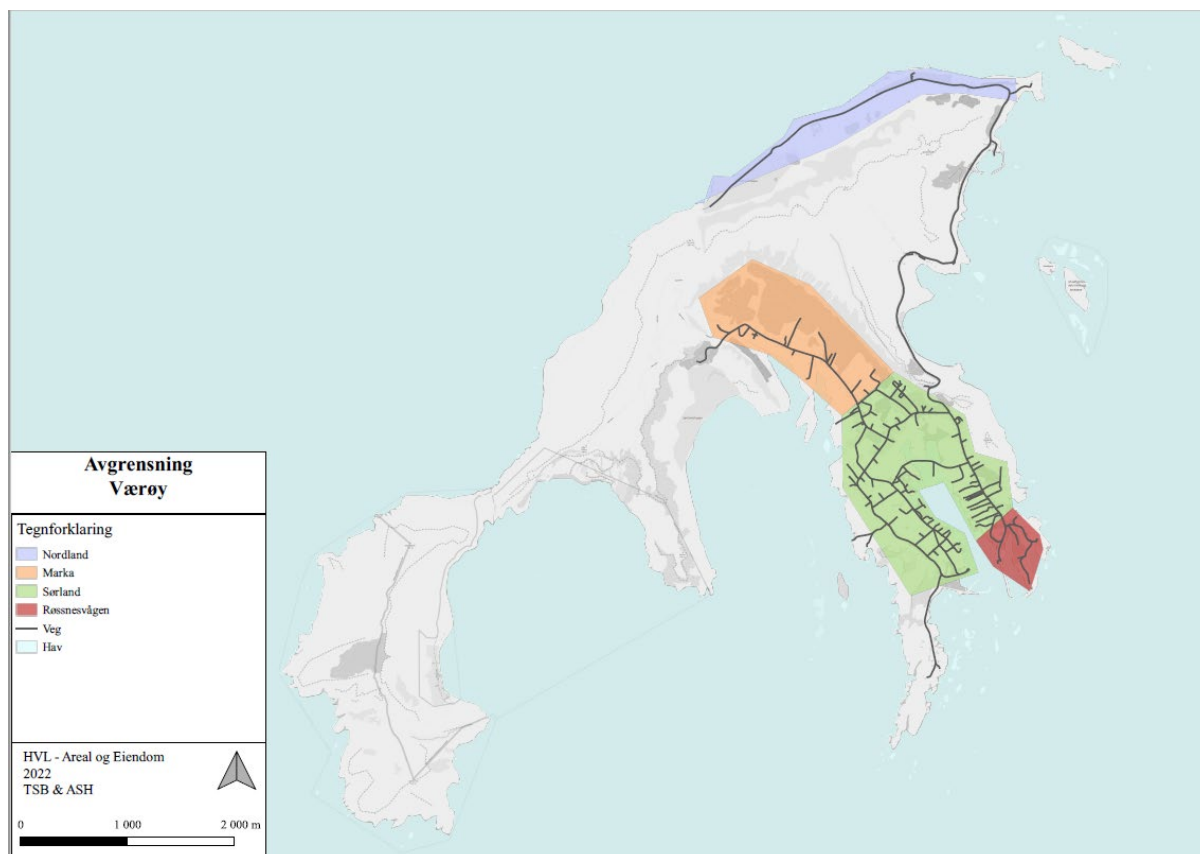 Avgrensning
Værøy
Tegnforklaring
Nordland
Marka
Sørland
Røssnesvågen
Veg
Hav
HVL - Areal og Eiendom
2022
TSB & ASH
0 1 000 2 000 m